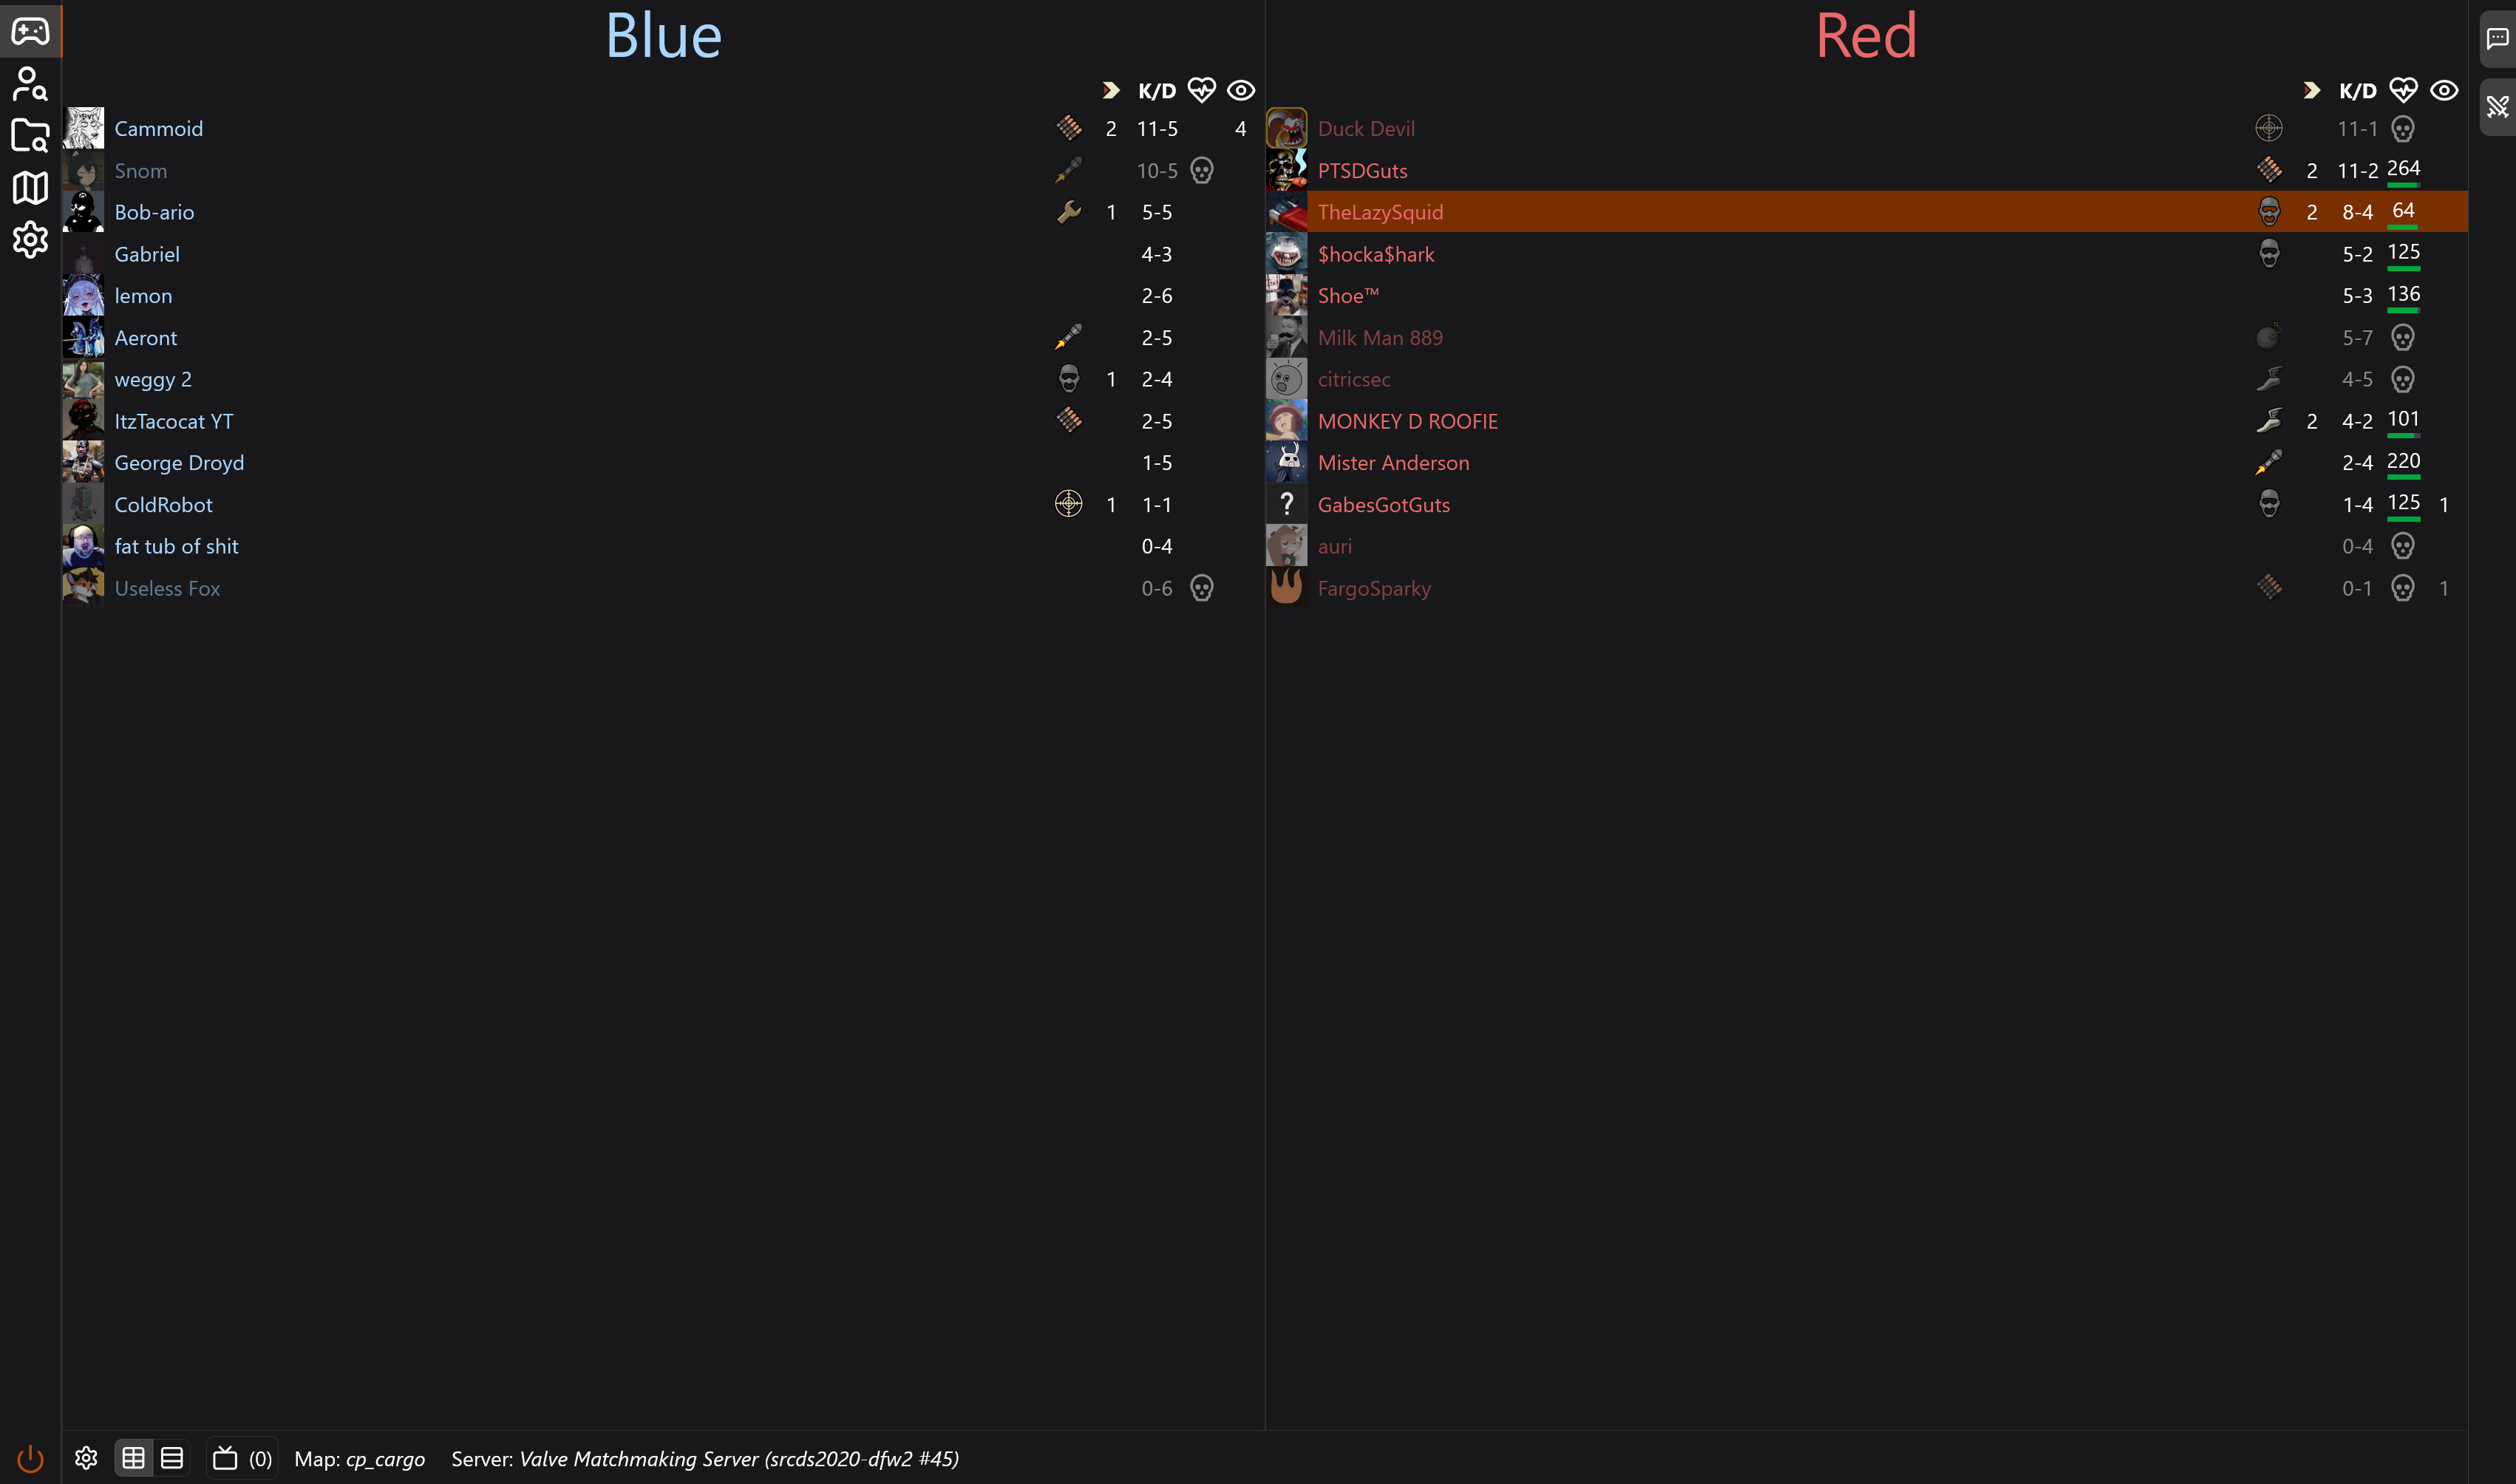 Blue
K/D
Cammoid 2 11-5 4
Snom 10-5
Bob-ario 1 5-5
Gabriel 4-3
lemon 2-6
Aeront 2-5
weggy 2 1 2-4
ItzTacocat YT 2-5
George Droyd 1-5
ColdRobot 1 1-1
fat tub of shit 0-4
Useless Fox 0-6
Red
K/D
Duck Devil 11-1
PTSDGuts 2 11-2 264
TheLazySquid 2 8-4 64
$hocka$hark 5-2 125
Shoe™ 5-3 136
Milk Man 889 5-7
citricsec 4-5
MONKEY D ROOFIE 2 4-2 101
Mister Anderson 2-4 220
? GabesGotGuts 1-4 125 1
auri 0-4
FargoSparky 0-1 1
(0) Map: cp_cargo Server: Valve Matchmaking Server (srcds2020-dfw2 #45)